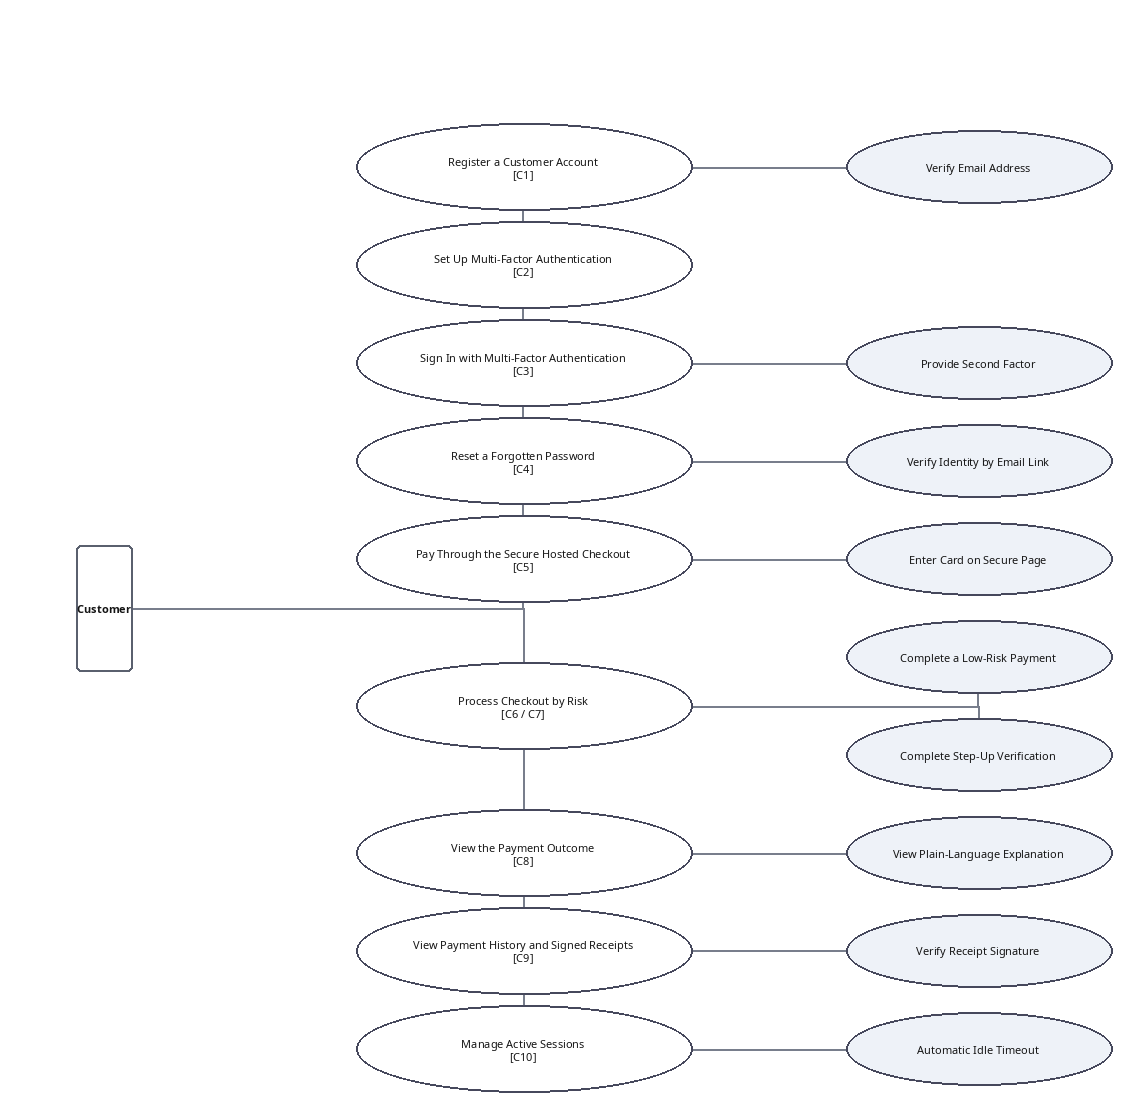 Register a Customer Account
[C1]
Verify Email Address
Set Up Multi-Factor Authentication
[C2]
Sign In with Multi-Factor Authentication
[C3]
Provide Second Factor
Reset a Forgotten Password
[C4]
Verify Identity by Email Link
Pay Through the Secure Hosted Checkout
[C5]
Enter Card on Secure Page
Customer
Complete a Low-Risk Payment
Process Checkout by Risk
[C6 / C7]
Complete Step-Up Verification
View the Payment Outcome
[C8]
View Plain-Language Explanation
View Payment History and Signed Receipts
[C9]
Verify Receipt Signature
Manage Active Sessions
[C10]
Automatic Idle Timeout